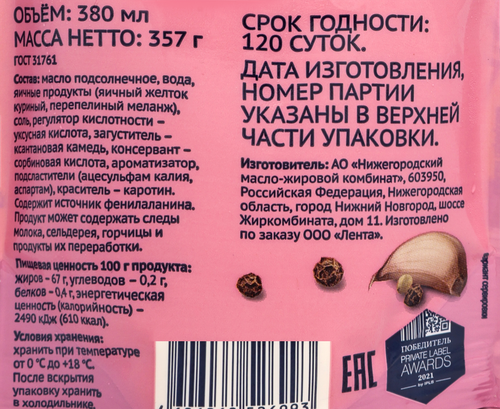 ОБЪЁМ: 380 мл
МАССА НЕТТО: 357 г
ГОСТ 31761
Состав: масло подсолнечное, вода,
яичные продукты (яичный желток
куриный, перепелиный меланж),
соль, регулятор кислотности –
уксусная кислота, загуститель –
ксантановая камедь, консервант –
сорбиновая кислота, ароматизатор,
подсластители (ацесульфам калия,
аспартам), краситель – каротин.
Содержит источник фенилаланина.
Продукт может содержать следы
молока, сельдерея, горчицы и
продукты их переработки.
Пищевая ценность 100 г продукта:
жиров – 67 г, углеводов – 0,2 г,
белков – 0,4 г, энергетическая
ценность (калорийность) –
2490 кДж (610 ккал).
Условия хранения:
хранить при температуре
от 0 °C до +18 °C.
После вскрытия
упаковку хранить
в холодильнике.
СРОК ГОДНОСТИ:
120 СУТОК.
ДАТА ИЗГОТОВЛЕНИЯ,
НОМЕР ПАРТИИ
УКАЗАНЫ В ВЕРХНЕЙ
ЧАСТИ УПАКОВКИ.
Изготовитель: АО «Нижегородский
масло-жировой комбинат», 603950,
Российская Федерация, Нижегородская
область, город Нижний Новгород, шоссе
Жиркомбината, дом 11. Изготовлено
по заказу ООО «Лента».
Вариант сервировки
EAC
ПОБЕДИТЕЛЬ
PRIVATE LABEL
AWARDS
2021
by IPLS